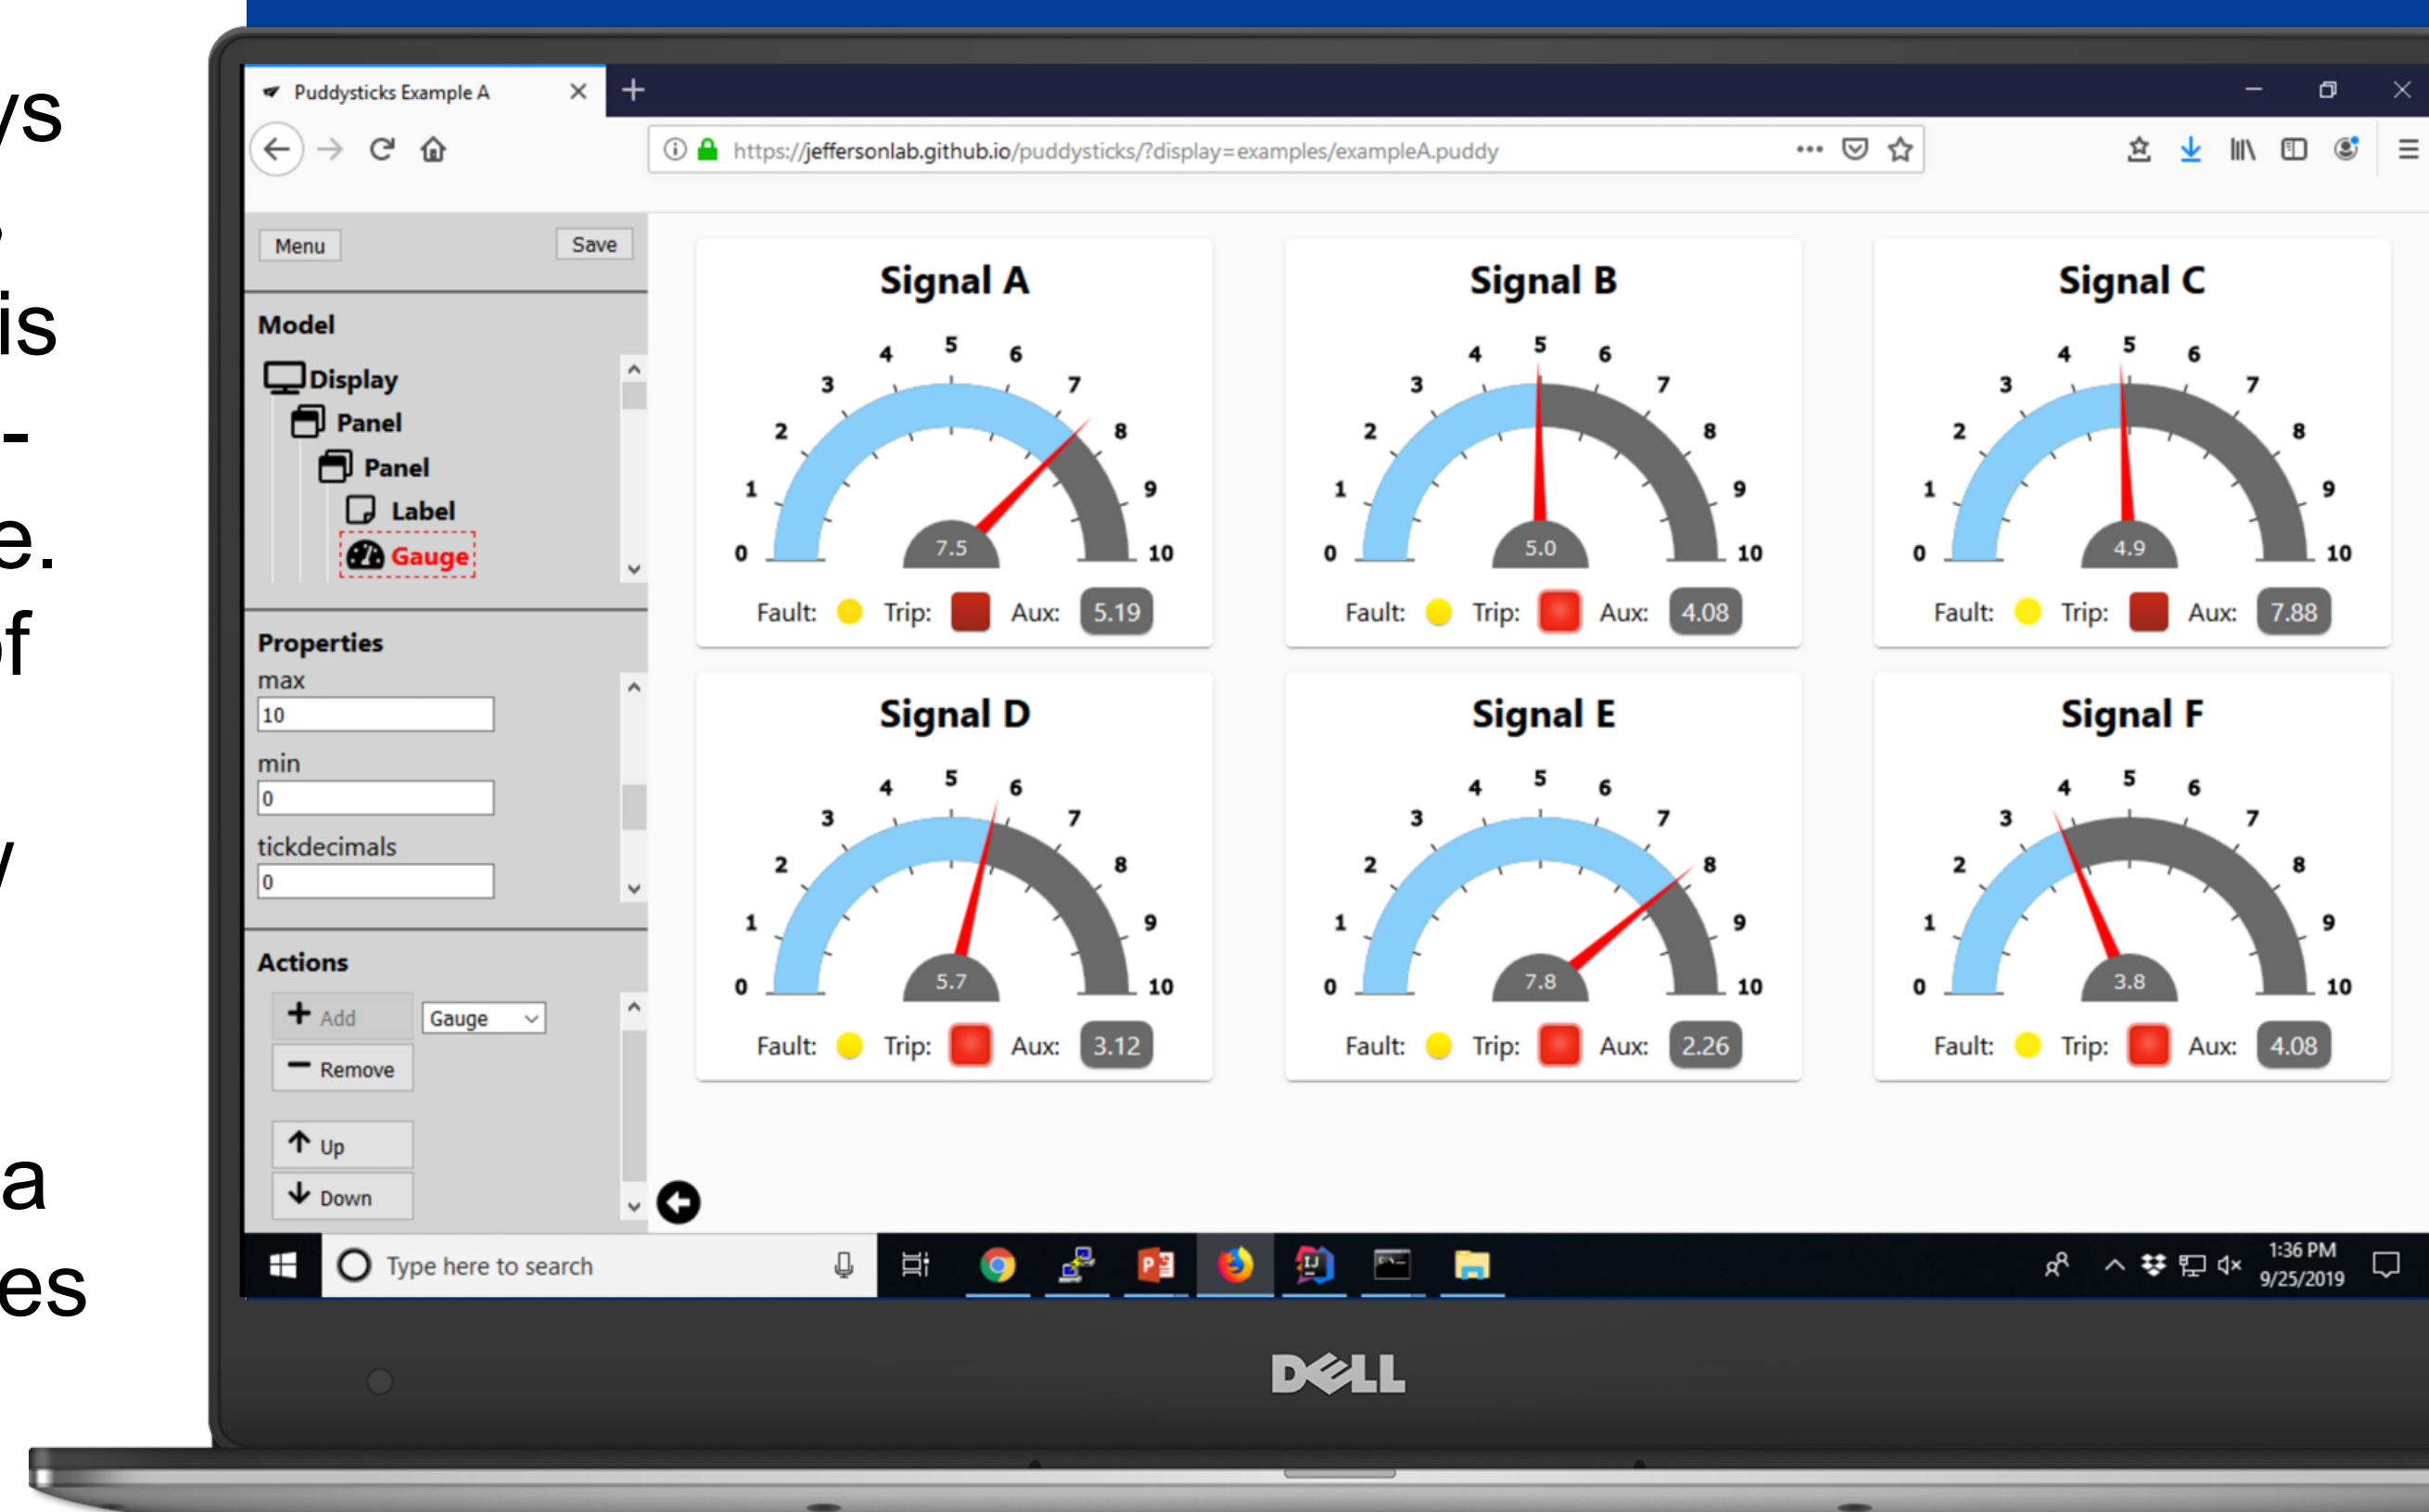 ys
is
-
e.
of
y
a
es
Puddysticks Example A
https://jeffersonlab.github.io/puddysticks/?display=examples/exampleA.puddy
Menu
Save
Model
Display
Panel
Panel
Label
Gauge
Properties
max
10
min
0
tickdecimals
0
Actions
Add
Gauge
Remove
Up
Down
Signal A
0 1 2 3 4 5 6 7 8 9 10
7.5
Fault: Trip: Aux: 5.19
Signal B
0 1 2 3 4 5 6 7 8 9 10
5.0
Fault: Trip: Aux: 4.08
Signal C
0 1 2 3 4 5 6 7 8 9 10
4.9
Fault: Trip: Aux: 7.88
Signal D
0 1 2 3 4 5 6 7 8 9 10
5.7
Fault: Trip: Aux: 3.12
Signal E
0 1 2 3 4 5 6 7 8 9 10
7.8
Fault: Trip: Aux: 2.26
Signal F
0 1 2 3 4 5 6 7 8 9 10
3.8
Fault: Trip: Aux: 4.08
Type here to search
1:36 PM
9/25/2019
DELL